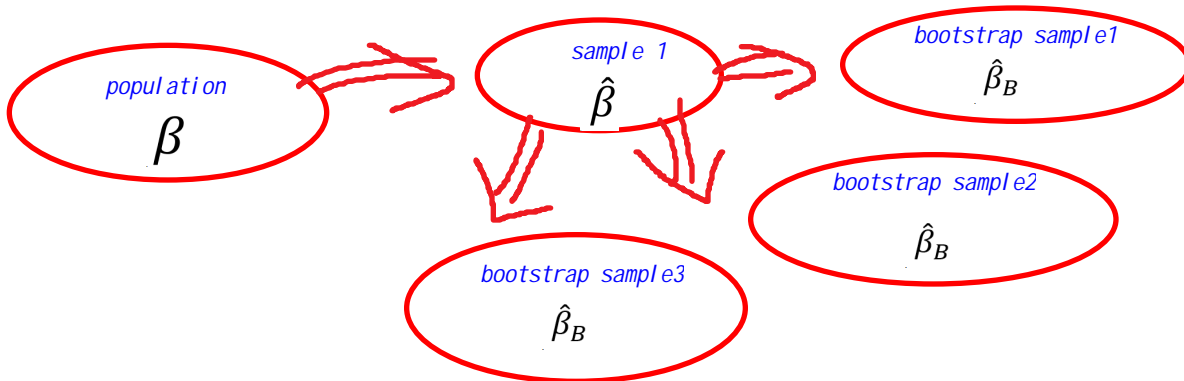 population
β
sample 1
β̂
bootstrap sample1
β̂_B
bootstrap sample2
β̂_B
bootstrap sample3
β̂_B